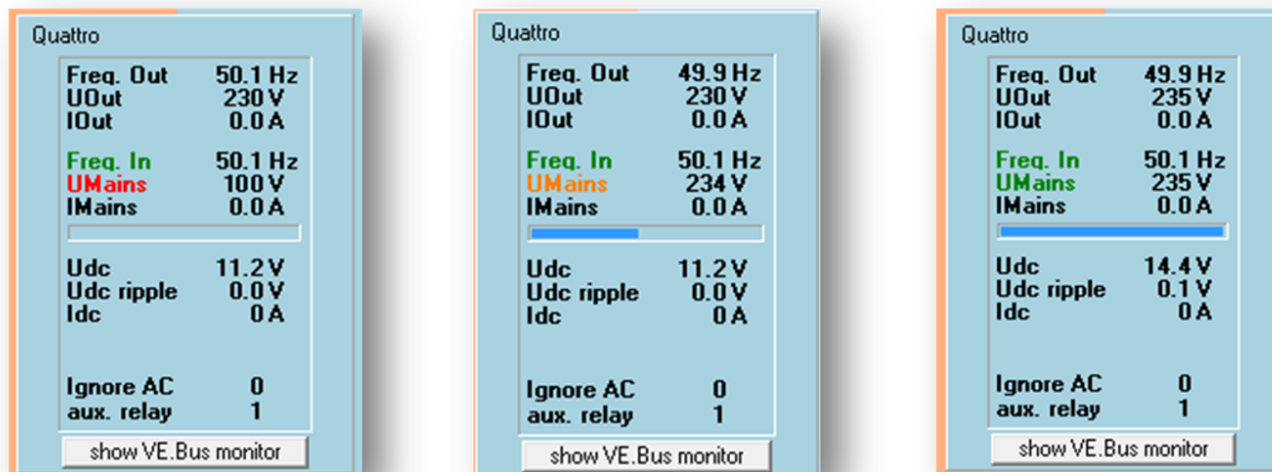 Quattro
Freq. Out 50.1 Hz
UOut 230 V
IOut 0.0 A
Freq. In 50.1 Hz
UMains 100 V
IMains 0.0 A
Udc 11.2 V
Udc ripple 0.0 V
Idc 0 A
Ignore AC 0
aux. relay 1
show VE.Bus monitor
Quattro
Freq. Out 49.9 Hz
UOut 230 V
IOut 0.0 A
Freq. In 50.1 Hz
UMains 234 V
IMains 0.0 A
Udc 11.2 V
Udc ripple 0.0 V
Idc 0 A
Ignore AC 0
aux. relay 1
show VE.Bus monitor
Quattro
Freq. Out 49.9 Hz
UOut 235 V
IOut 0.0 A
Freq. In 50.1 Hz
UMains 235 V
IMains 0.0 A
Udc 14.4 V
Udc ripple 0.1 V
Idc 0 A
Ignore AC 0
aux. relay 1
show VE.Bus monitor